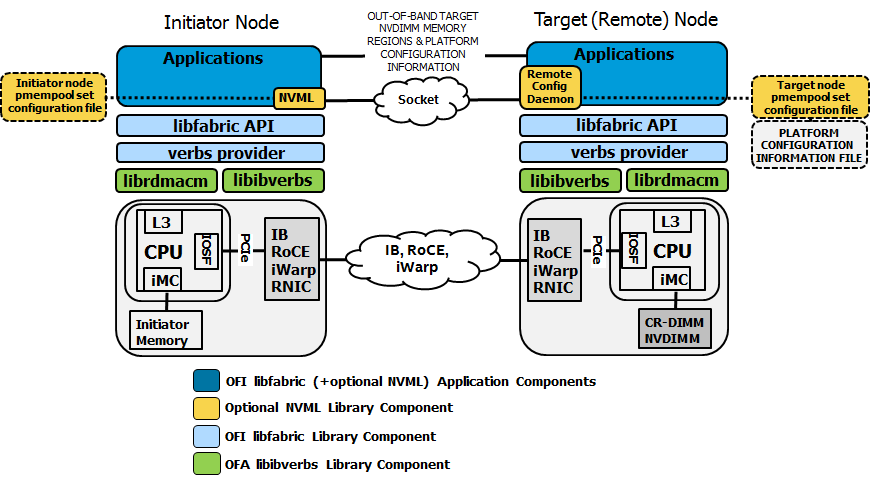 Initiator Node
OUT-OF-BAND TARGET
NVDIMM MEMORY
REGIONS & PLATFORM
CONFIGURATION
INFORMATION
Target (Remote) Node
Applications
Applications
Initiator node
pmempool set
configuration file
NVML
Socket
Remote
Config
Daemon
Target node
pmempool set
configuration file
PLATFORM
CONFIGURATION
INFORMATION FILE
libfabric API
libfabric API
verbs provider
verbs provider
librdmacm
libibverbs
libibverbs
librdmacm
L3
CPU
IOSF
iMC
PCIe
IB
RoCE
iWarp
RNIC
Initiator
Memory
IB, RoCE,
iWarp
IB
RoCE
iWarp
RNIC
PCIe
L3
IOSF
CPU
iMC
CR-DIMM
NVDIMM
OFI libfabric (+optional NVML) Application Components
Optional NVML Library Component
OFI libfabric Library Component
OFA libibverbs Library Component